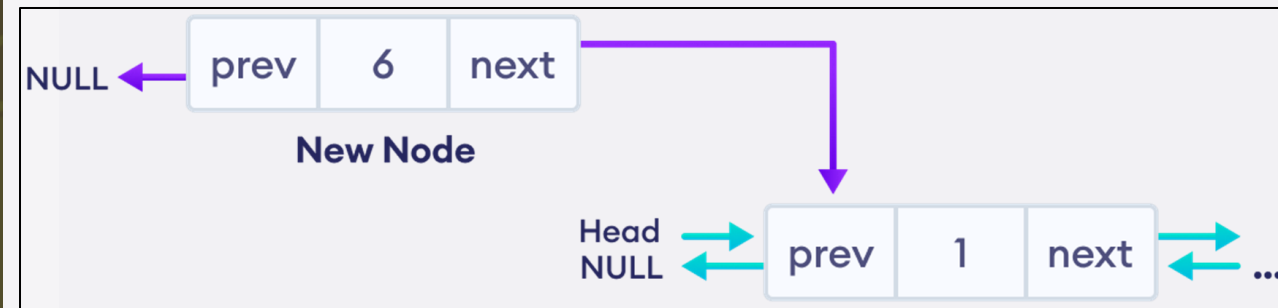 NULL prev 6 next
New Node
Head
NULL prev 1 next ...